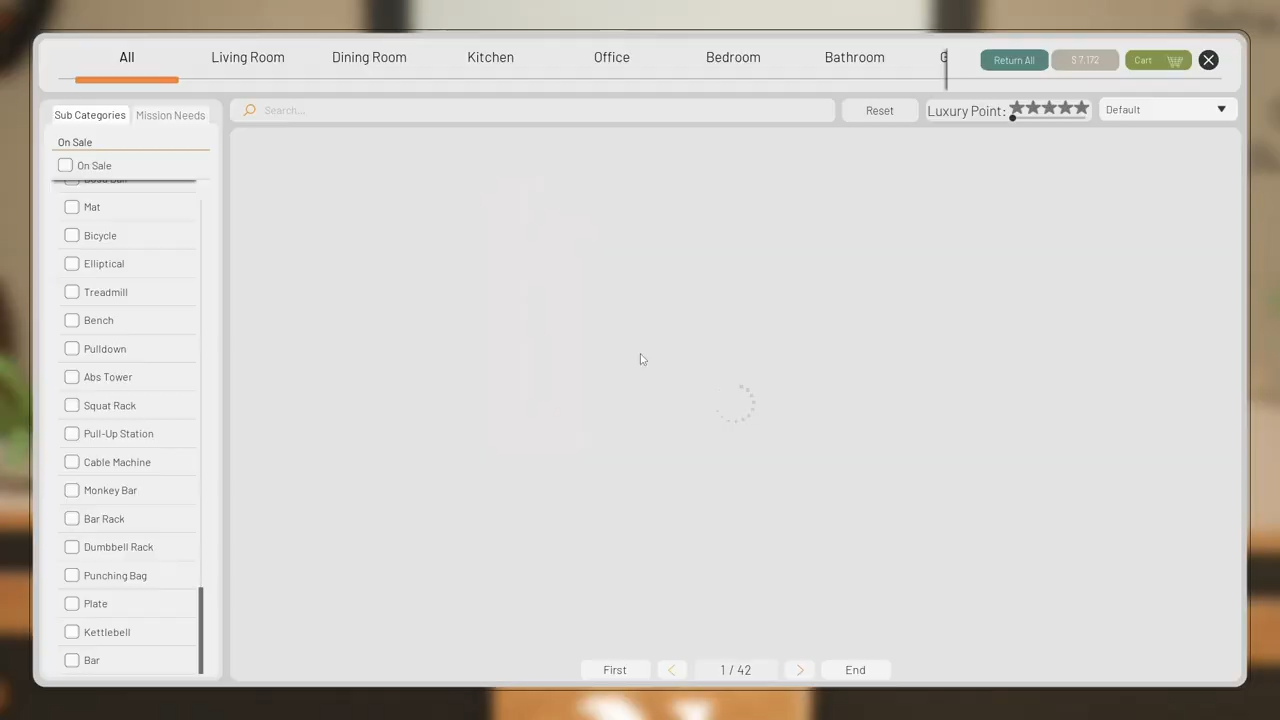 All Living Room Dining Room Kitchen Office Bedroom Bathroom
Return All $ 7,172 Cart
Sub Categories Mission Needs
Search... Reset Luxury Point: Default
On Sale
On Sale
Mat
Bicycle
Elliptical
Treadmill
Bench
Pulldown
Abs Tower
Squat Rack
Pull-Up Station
Cable Machine
Monkey Bar
Bar Rack
Dumbbell Rack
Punching Bag
Plate
Kettlebell
Bar
First < 1 / 42 > End